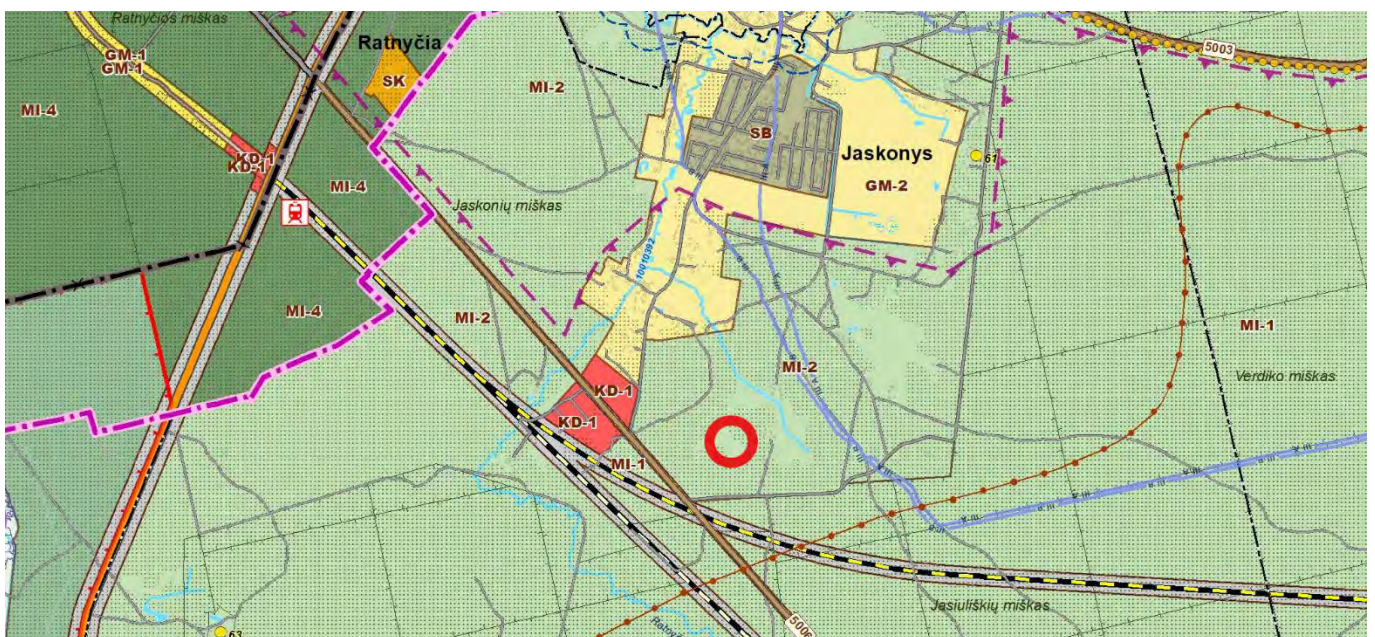 Ratnyčios miškas
GM-1
GM-1
Ratnyčia
SK
MI-4
MI-2
5003
SB
Jaskonys
GM-2
61
KD-1
KD-1
MI-4
Jaskonių miškas
10010392
MI-4
MI-2
MI-1
MI-2
Verdiko miškas
KD-1
KD-1
MI-1
Jasiuliškių miškas
5006
63